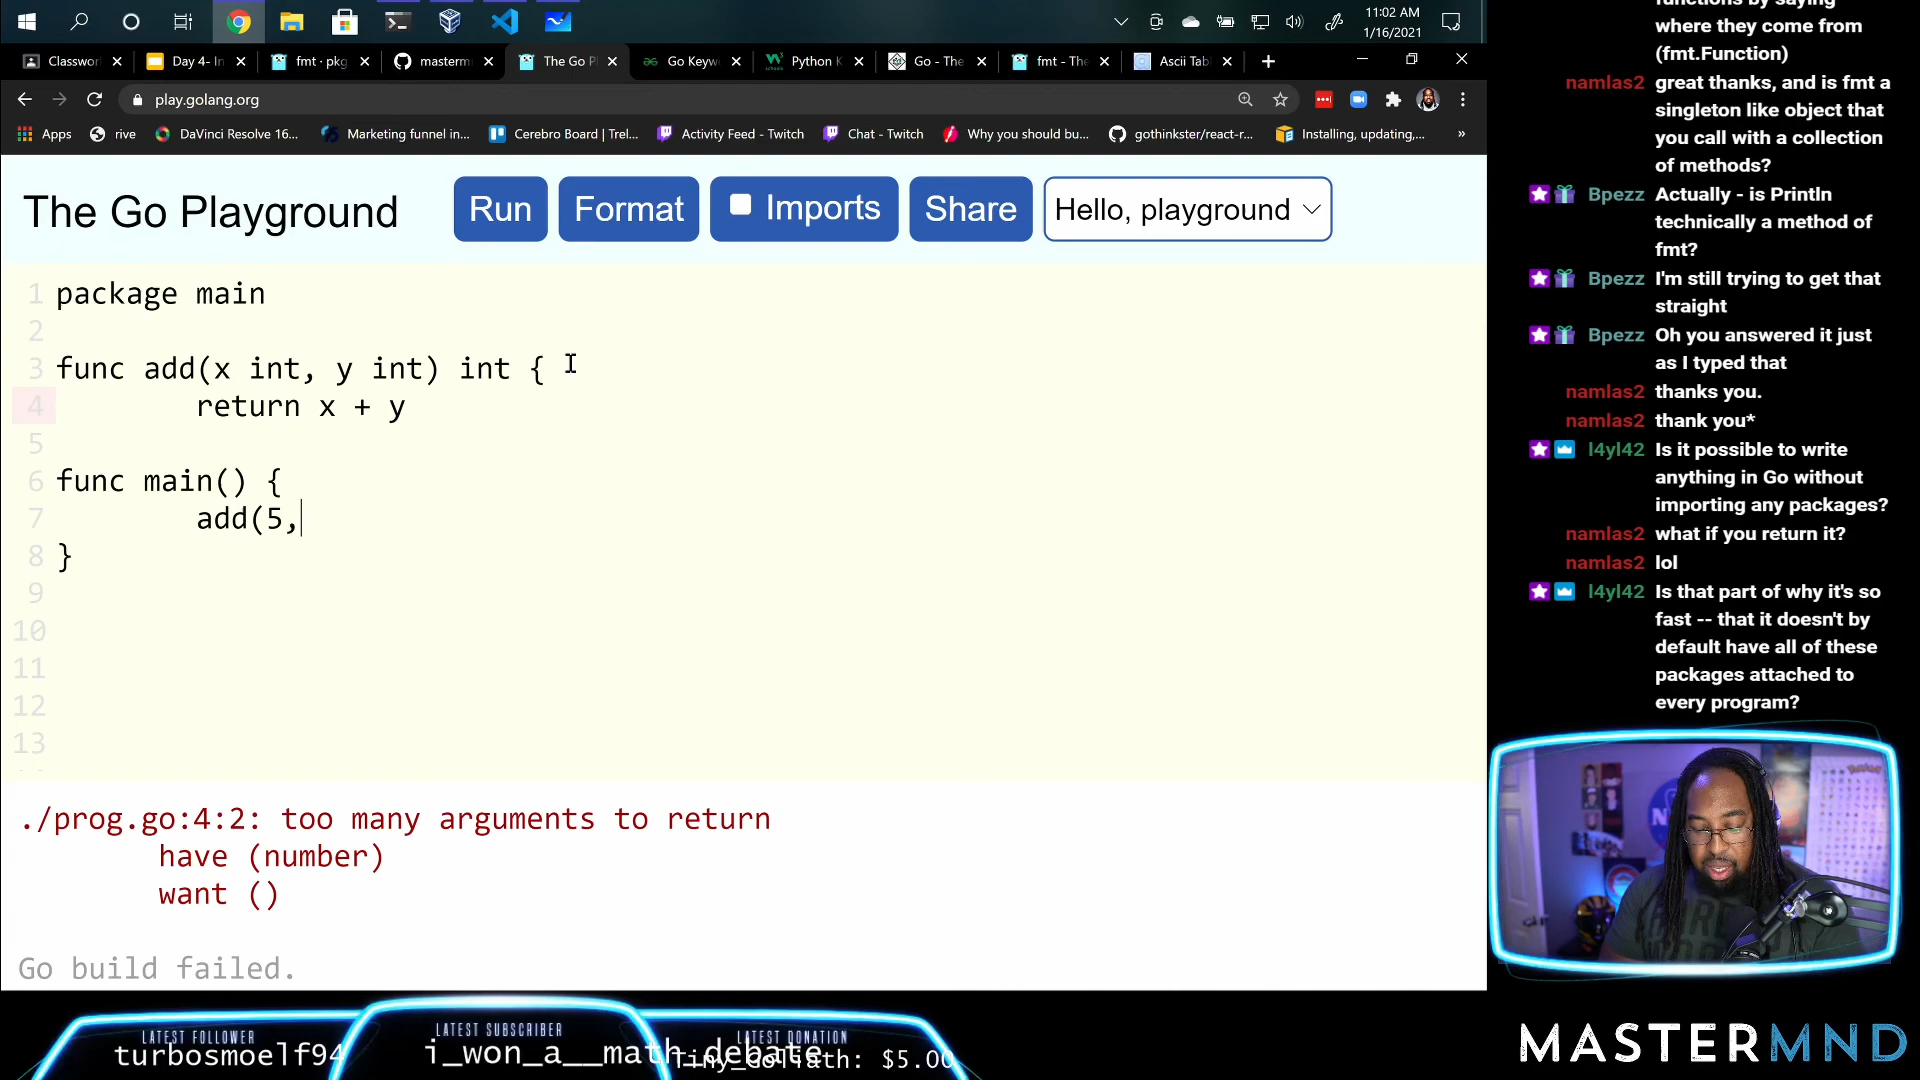 11:02 AM
1/16/2021
Classwor
Day 4- In
fmt · pkg
masterm
The Go P
Go Keyw
Python K
Go - The
fmt - The
Ascii Tab
play.golang.org
Apps
rive
DaVinci Resolve 16...
Marketing funnel in...
Cerebro Board | Trel...
Activity Feed - Twitch
Chat - Twitch
Why you should bu...
gothinkster/react-r...
Installing, updating,...
»
The Go Playground
Run
Format
Imports
Share
Hello, playground
1 package main
2
3 func add(x int, y int) int {
4 return x + y
5
6 func main() {
7 add(5,
8 }
9
10
11
12
13
./prog.go:4:2: too many arguments to return
have (number)
want ()
Go build failed.
functions by saying
where they come from
(fmt.Function)
namlas2 great thanks, and is fmt a
singleton like object that
you call with a collection
of methods?
Bpezz Actually - is Println
technically a method of
fmt?
Bpezz I'm still trying to get that
straight
Bpezz Oh you answered it just
as I typed that
namlas2 thanks you.
namlas2 thank you*
l4yl42 Is it possible to write
anything in Go without
importing any packages?
namlas2 what if you return it?
namlas2 lol
l4yl42 Is that part of why it's so
fast -- that it doesn't by
default have all of these
packages attached to
every program?
LATEST FOLLOWER
turbosmoelf94
LATEST SUBSCRIBER
i_won_a__math_debate
LATEST DONATION
Tiny_Goliath: $5.00
MASTERMND